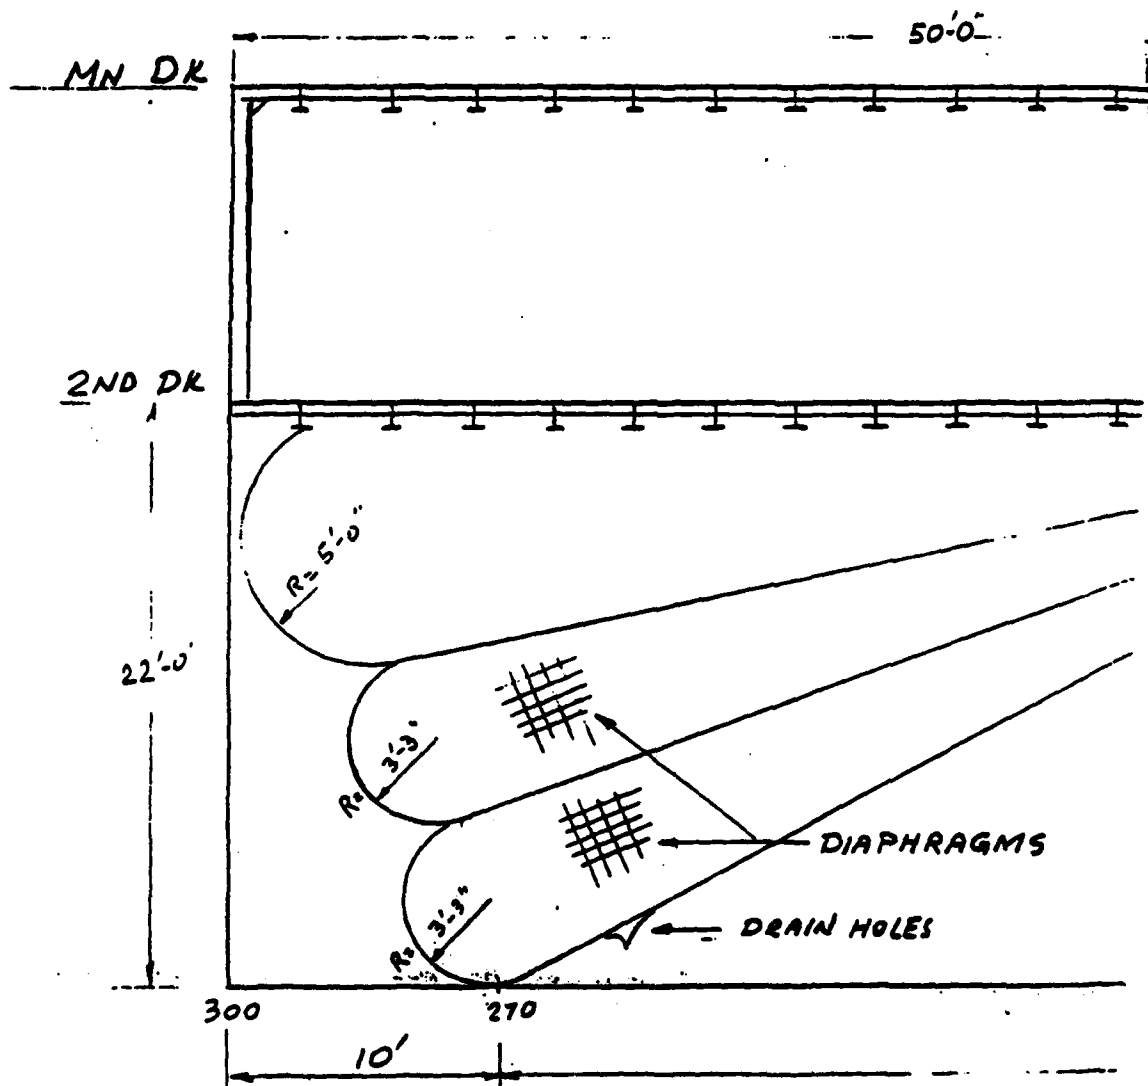 50'-0"
MN DK
2ND DK
R= 5'-0"
22'-0'
R= 3'-3"
DIAPHRAGMS
R= 3'-3"
DRAIN HOLES
300
270
10'